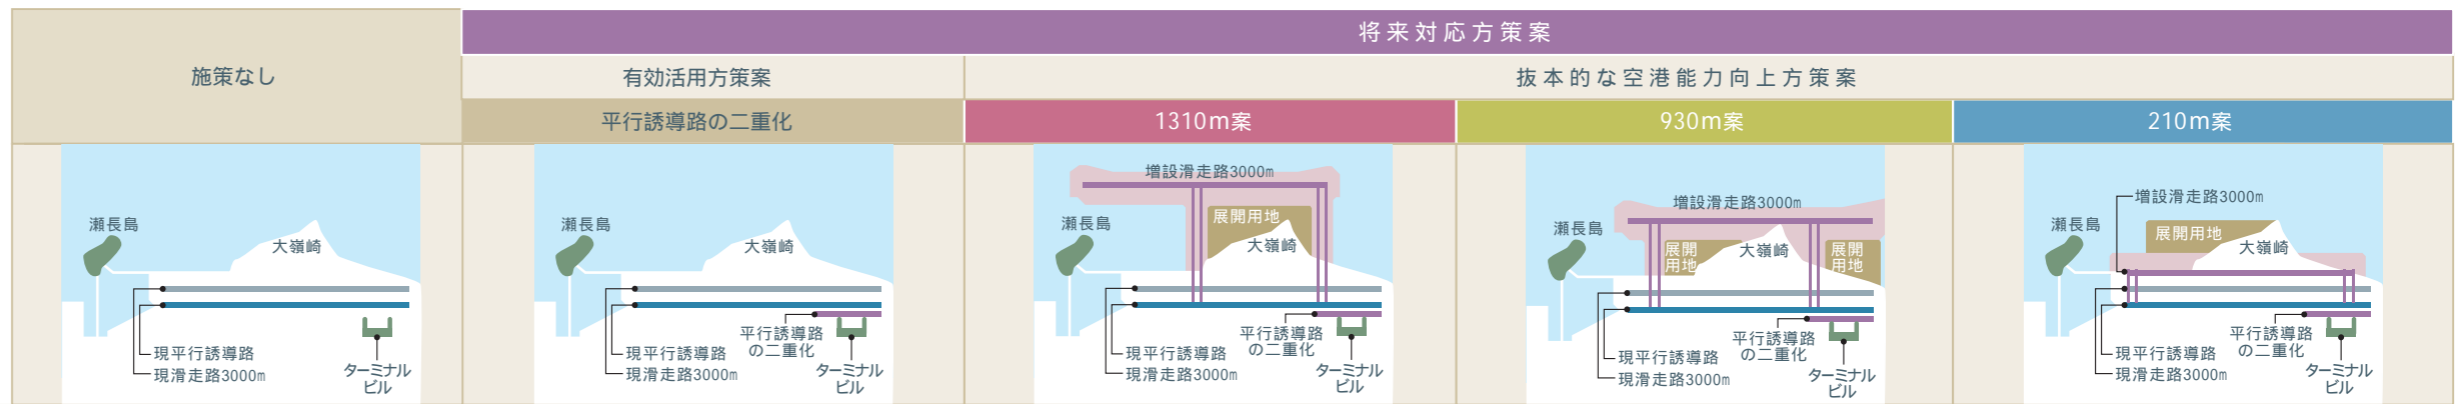 施策なし
将来対応方策案
有効活用方策案
抜本的な空港能力向上方策案
平行誘導路の二重化
1310m案
930m案
210m案
瀬長島
大嶺崎
現平行誘導路
現滑走路3000m
ターミナル
ビル
瀬長島
大嶺崎
平行誘導路
の二重化
現平行誘導路
現滑走路3000m
ターミナル
ビル
増設滑走路3000m
展開用地
瀬長島
大嶺崎
平行誘導路
の二重化
現平行誘導路
現滑走路3000m
ターミナル
ビル
増設滑走路3000m
瀬長島
展開
用地
大嶺崎
展開
用地
平行誘導路
の二重化
現平行誘導路
現滑走路3000m
ターミナル
ビル
増設滑走路3000m
瀬長島
展開用地
大嶺崎
平行誘導路
の二重化
現平行誘導路
現滑走路3000m
ターミナル
ビル